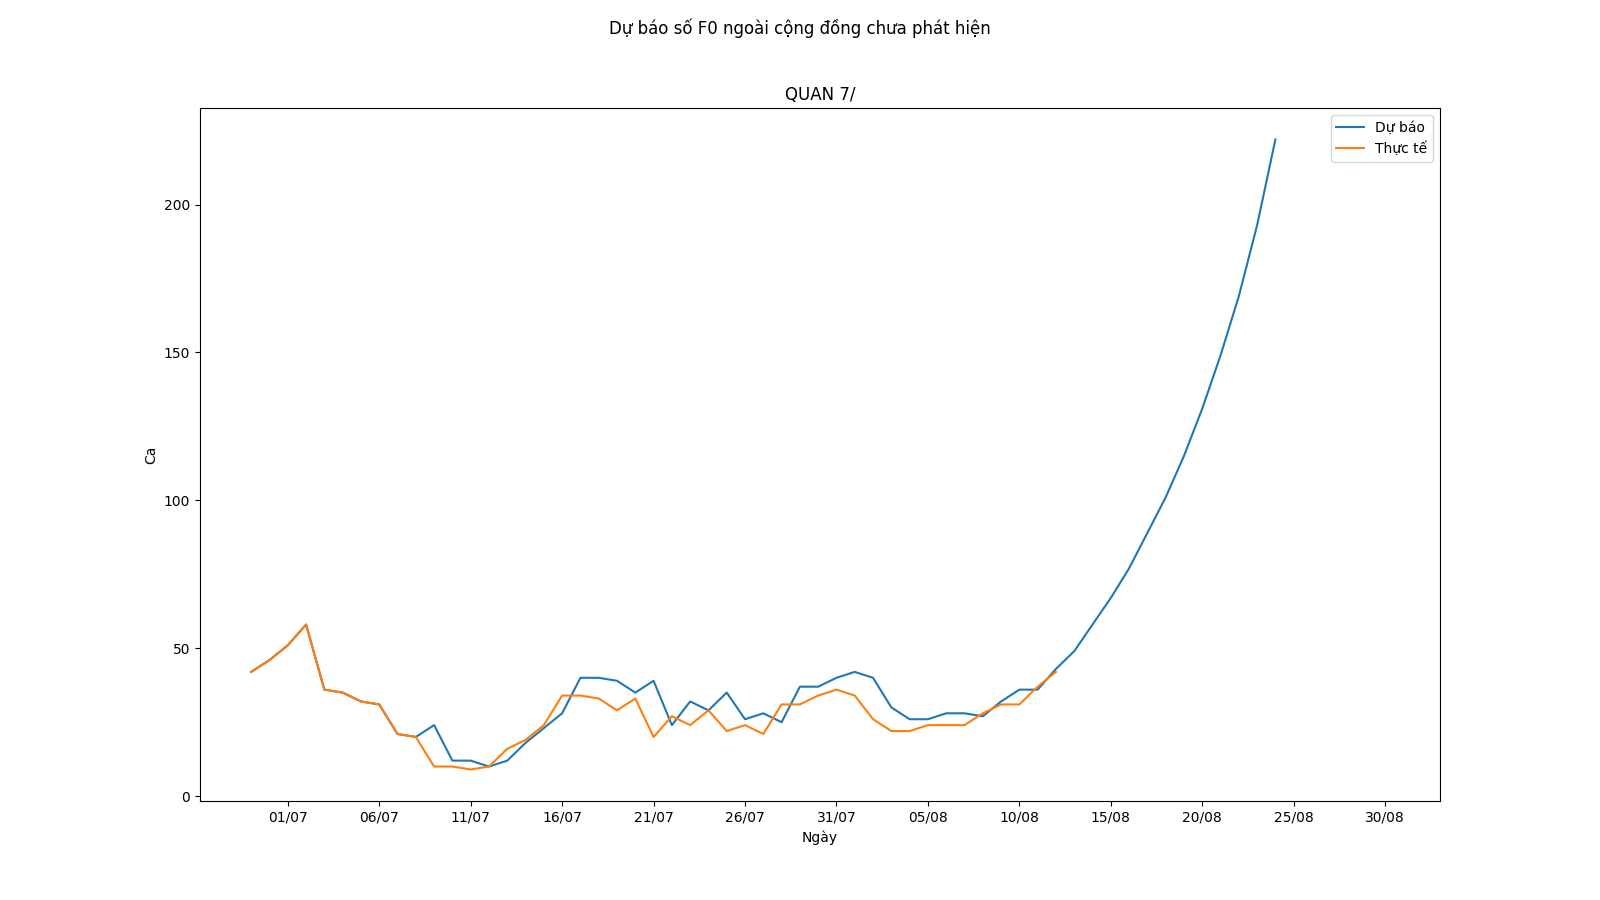 Dự báo số F0 ngoài cộng đồng chưa phát hiện
QUAN 7/
Dự báo
Thực tế
200
150
100
50
0
Ca
01/07 06/07 11/07 16/07 21/07 26/07 31/07 05/08 10/08 15/08 20/08 25/08 30/08
Ngày